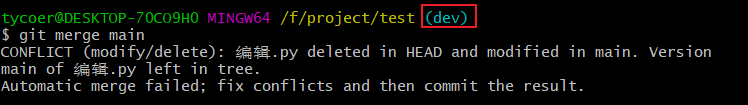 tycoer@DESKTOP-7OCO9HO MINGW64 /f/project/test (dev)
$ git merge main
CONFLICT (modify/delete): 编辑.py deleted in HEAD and modified in main. Version
main of 编辑.py left in tree.
Automatic merge failed; fix conflicts and then commit the result.